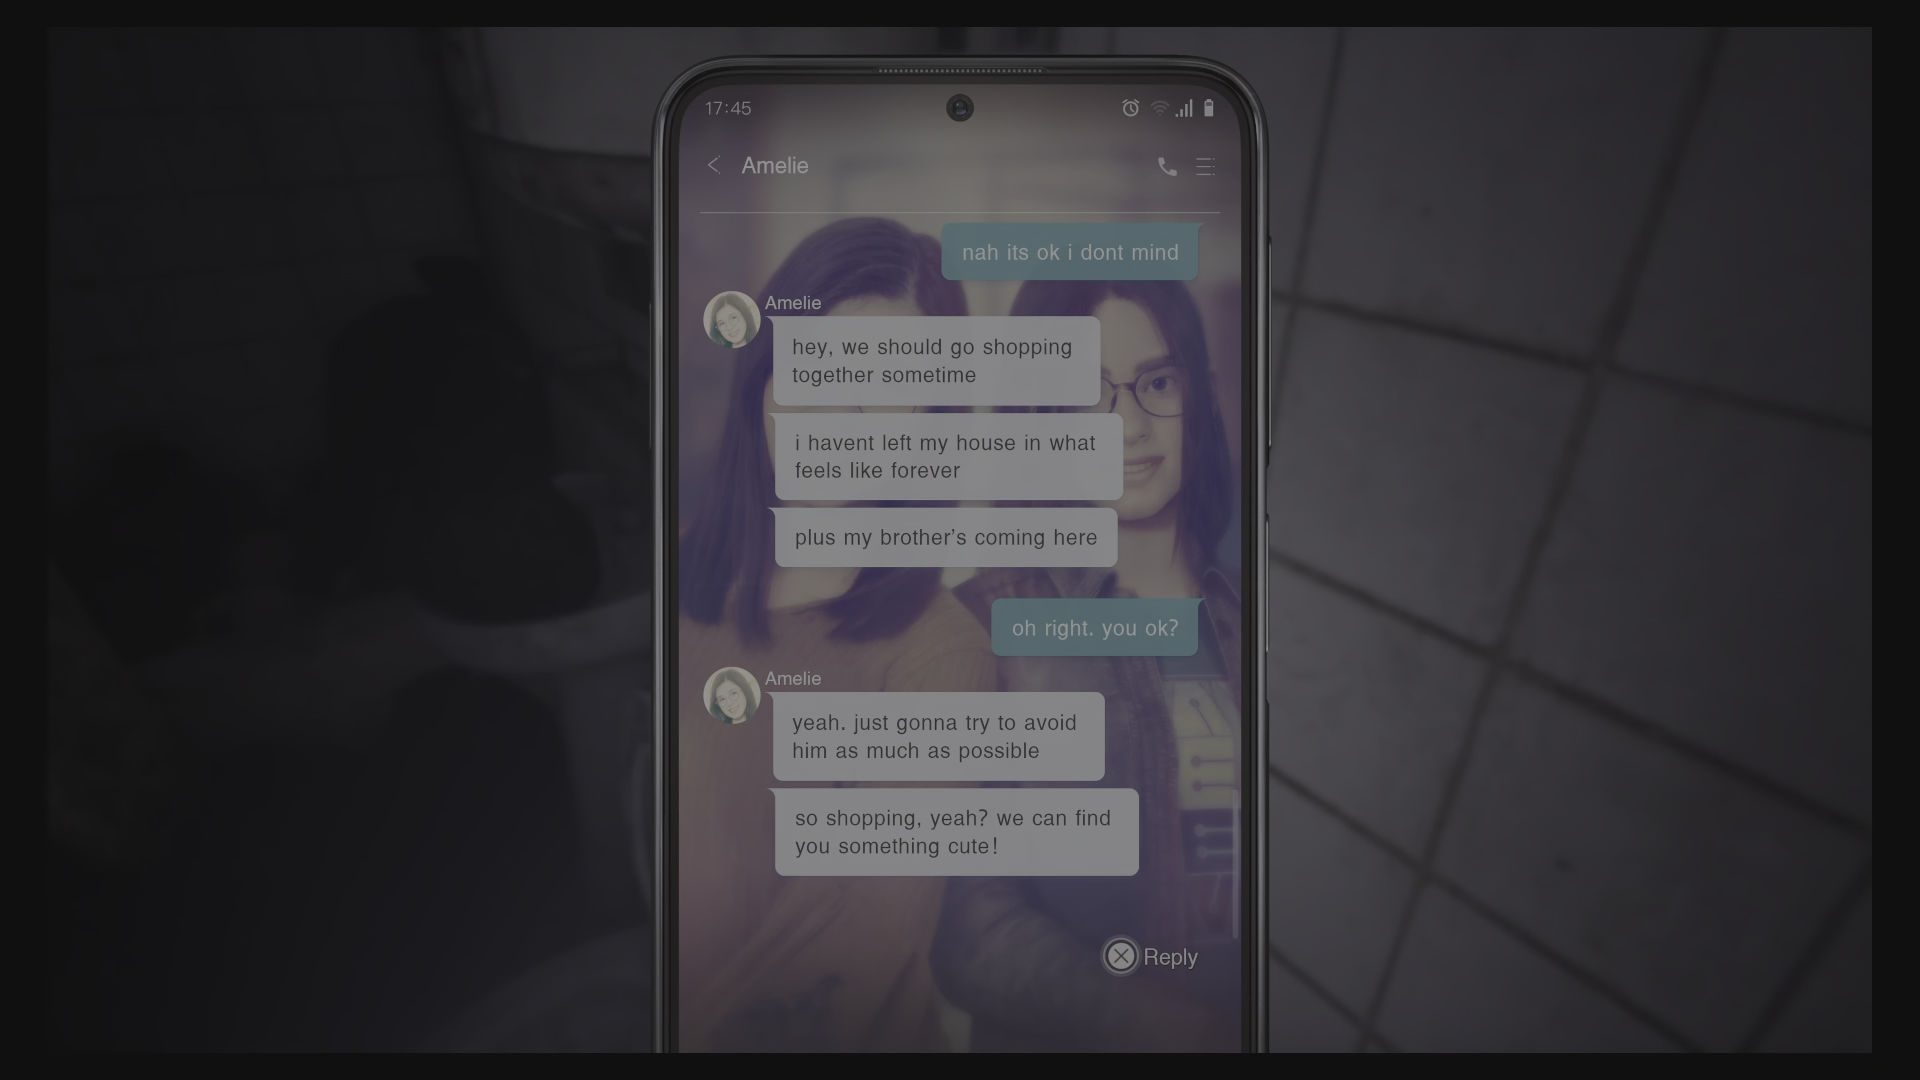 17:45
Amelie
nah its ok i dont mind
Amelie
hey, we should go shopping
together sometime
i havent left my house in what
feels like forever
plus my brother’s coming here
oh right. you ok?
Amelie
yeah. just gonna try to avoid
him as much as possible
so shopping, yeah? we can find
you something cute!
Reply